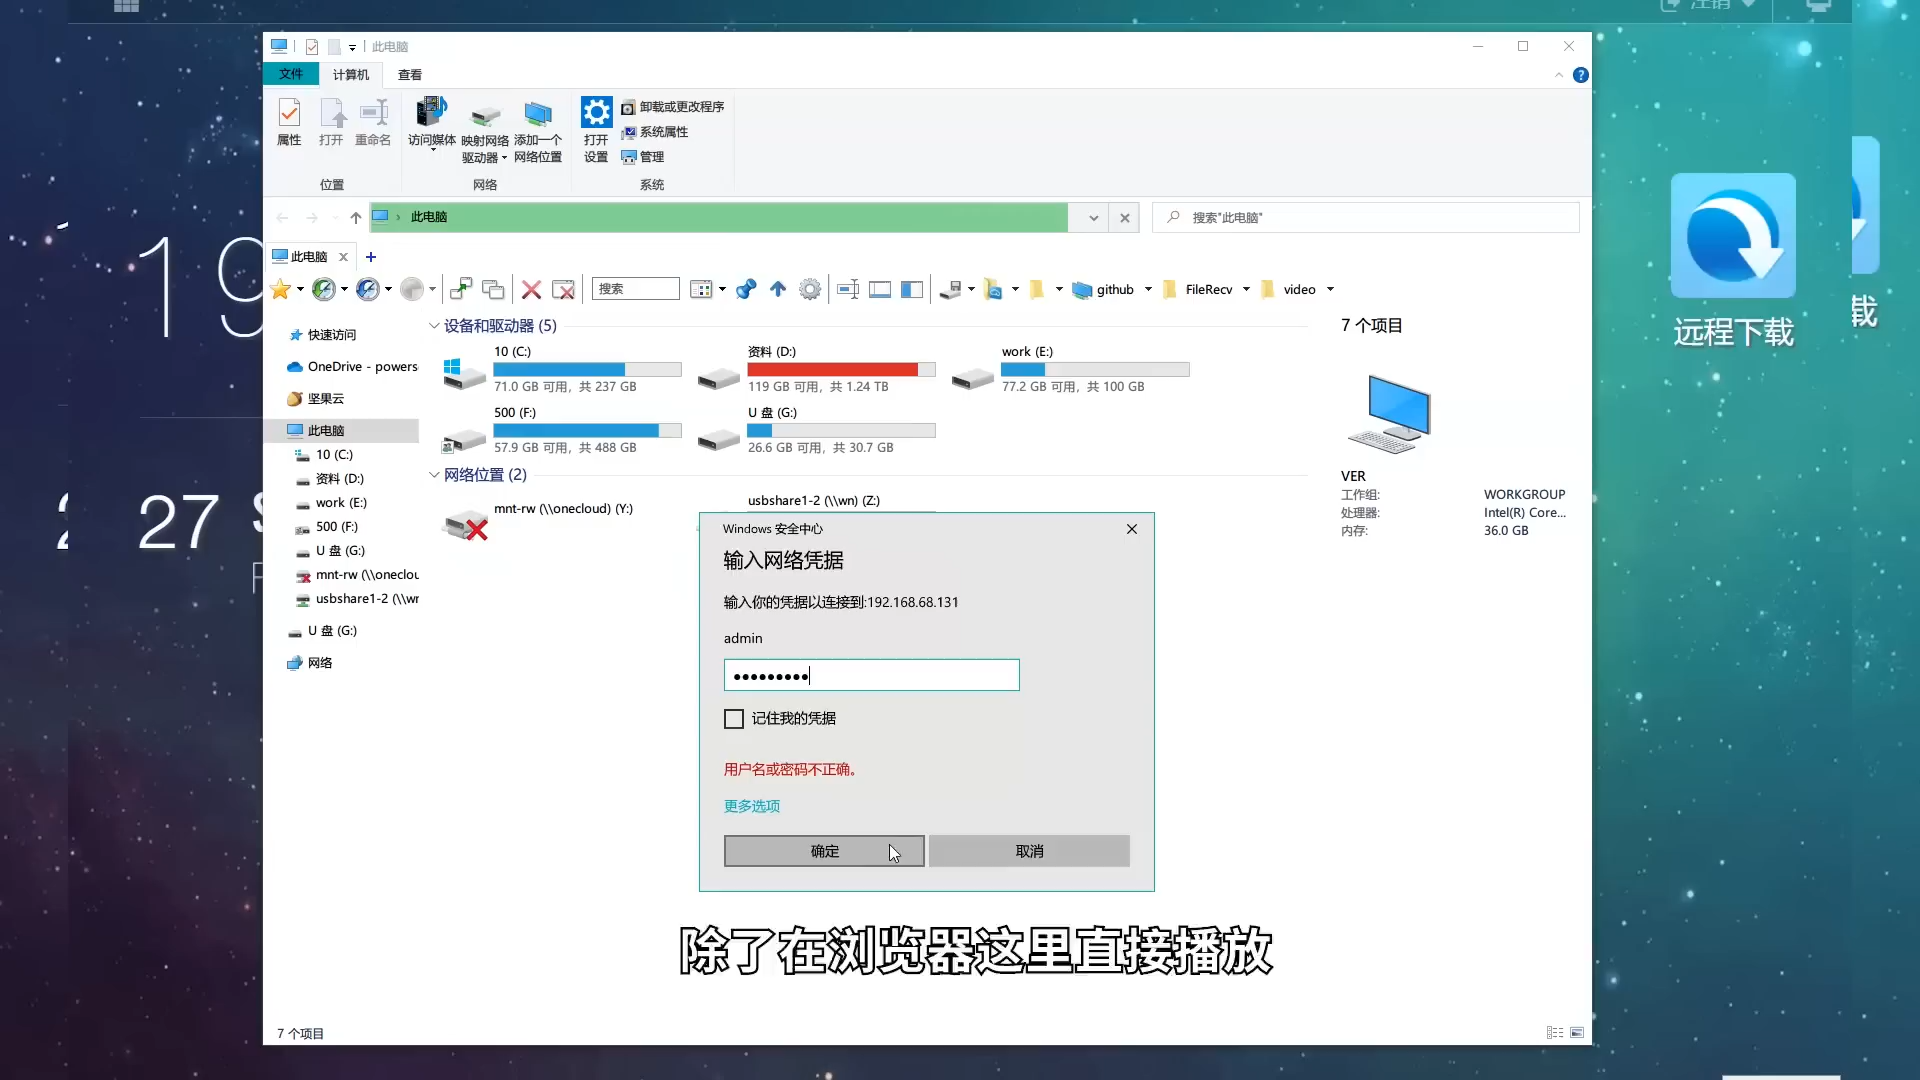 注销
此电脑
文件
计算机
查看
属性
打开
重命名
访问媒体
映射网络
驱动器
添加一个
网络位置
打开
设置
卸载或更改程序
系统属性
管理
位置
网络
系统
此电脑
搜索"此电脑"
此电脑
搜索
github
FileRecv
video
快速访问
OneDrive - powers
坚果云
此电脑
10 (C:)
资料 (D:)
work (E:)
500 (F:)
U 盘 (G:)
mnt-rw (\\oneclou
usbshare1-2 (\\wr
U 盘 (G:)
网络
设备和驱动器 (5)
10 (C:)
71.0 GB 可用，共 237 GB
资料 (D:)
119 GB 可用，共 1.24 TB
work (E:)
77.2 GB 可用，共 100 GB
500 (F:)
57.9 GB 可用，共 488 GB
U 盘 (G:)
26.6 GB 可用，共 30.7 GB
网络位置 (2)
mnt-rw (\\onecloud) (Y:)
usbshare1-2 (\\wn) (Z:)
7 个项目
VER
工作组: WORKGROUP
处理器: Intel(R) Core...
内存: 36.0 GB
Windows 安全中心
输入网络凭据
输入你的凭据以连接到:192.168.68.131
admin
记住我的凭据
用户名或密码不正确。
更多选项
确定
取消
除了在浏览器这里直接播放
7 个项目
19
27
远程下载
载